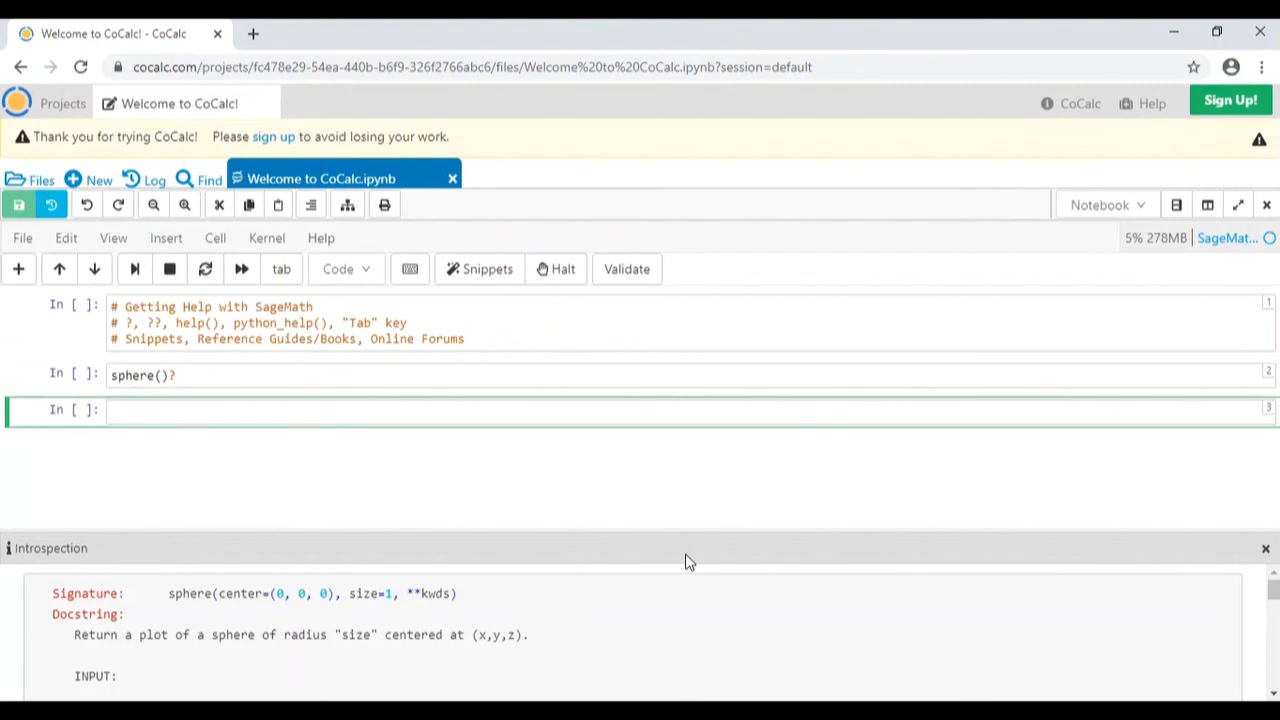 Welcome to CoCalc! - CoCalc
cocalc.com/projects/fc478e29-54ea-440b-b6f9-326f2766abc6/files/Welcome%20to%20CoCalc.ipynb?session=default
Projects Welcome to CoCalc! CoCalc Help Sign Up!
Thank you for trying CoCalc! Please sign up to avoid losing your work.
Files New Log Find Welcome to CoCalc.ipynb
Notebook
File Edit View Insert Cell Kernel Help 5% 278MB SageMat...
tab Code Snippets Halt Validate
In [ ]: # Getting Help with SageMath 1
# ?, ??, help(), python_help(), "Tab" key
# Snippets, Reference Guides/Books, Online Forums
In [ ]: sphere()? 2
In [ ]: 3
Introspection
Signature: sphere(center=(0, 0, 0), size=1, **kwds)
Docstring:
Return a plot of a sphere of radius "size" centered at (x,y,z).
INPUT: